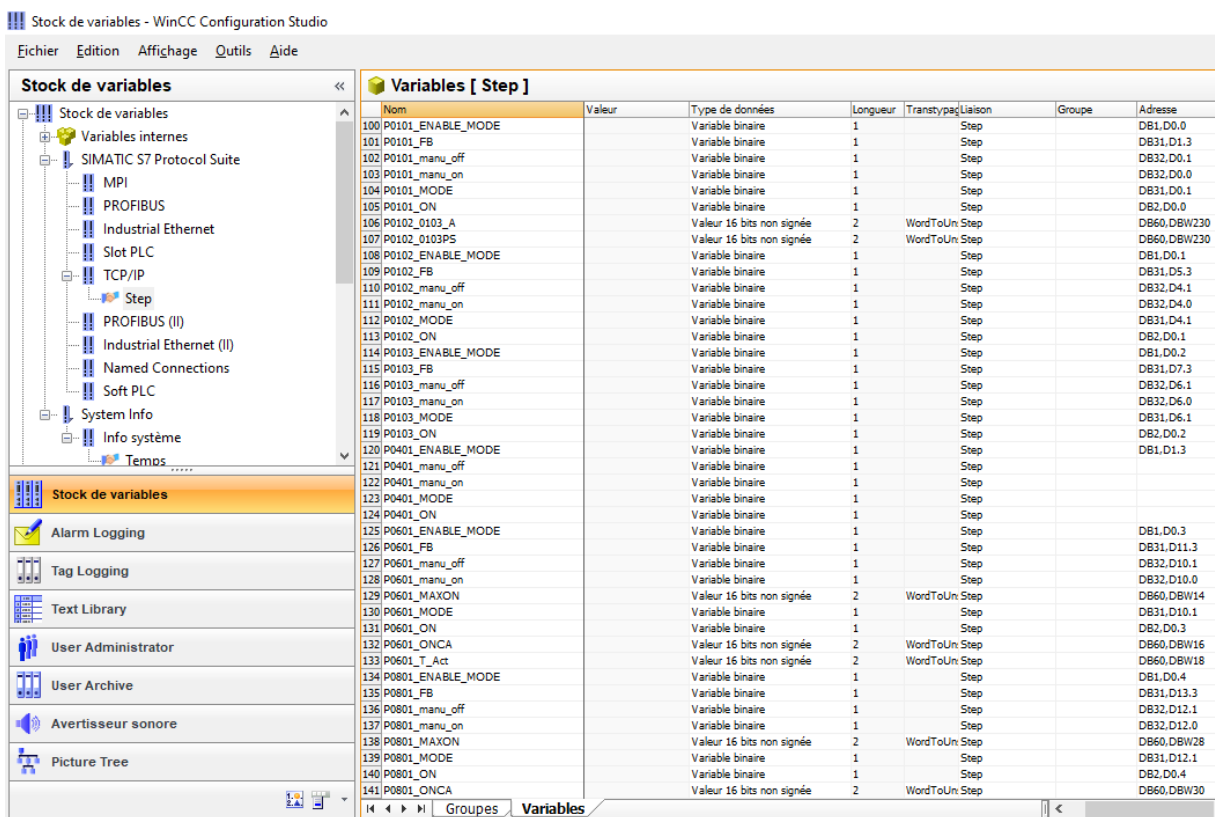 Stock de variables - WinCC Configuration Studio
Fichier Edition Affichage Outils Aide
Stock de variables «
Stock de variables
Variables internes
SIMATIC S7 Protocol Suite
MPI
PROFIBUS
Industrial Ethernet
Slot PLC
TCP/IP
Step
PROFIBUS (II)
Industrial Ethernet (II)
Named Connections
Soft PLC
System Info
Info système
Temps
Stock de variables
Alarm Logging
Tag Logging
Text Library
User Administrator
User Archive
Avertisseur sonore
Picture Tree
Variables [ Step ]
Nom Valeur Type de données Longueur Transtypag Liaison Groupe Adresse
100 P0101_ENABLE_MODE Variable binaire 1 Step DB1,D0.0
101 P0101_FB Variable binaire 1 Step DB31,D1.3
102 P0101_manu_off Variable binaire 1 Step DB32,D0.1
103 P0101_manu_on Variable binaire 1 Step DB32,D0.0
104 P0101_MODE Variable binaire 1 Step DB31,D0.1
105 P0101_ON Variable binaire 1 Step DB2,D0.0
106 P0102_0103_A Valeur 16 bits non signée 2 WordToUn Step DB60,DBW230
107 P0102_0103PS Valeur 16 bits non signée 2 WordToUn Step DB60,DBW230
108 P0102_ENABLE_MODE Variable binaire 1 Step DB1,D0.1
109 P0102_FB Variable binaire 1 Step DB31,D5.3
110 P0102_manu_off Variable binaire 1 Step DB32,D4.1
111 P0102_manu_on Variable binaire 1 Step DB32,D4.0
112 P0102_MODE Variable binaire 1 Step DB31,D4.1
113 P0102_ON Variable binaire 1 Step DB2,D0.1
114 P0103_ENABLE_MODE Variable binaire 1 Step DB1,D0.2
115 P0103_FB Variable binaire 1 Step DB31,D7.3
116 P0103_manu_off Variable binaire 1 Step DB32,D6.1
117 P0103_manu_on Variable binaire 1 Step DB32,D6.0
118 P0103_MODE Variable binaire 1 Step DB31,D6.1
119 P0103_ON Variable binaire 1 Step DB2,D0.2
120 P0401_ENABLE_MODE Variable binaire 1 Step DB1,D1.3
121 P0401_manu_off Variable binaire 1 Step
122 P0401_manu_on Variable binaire 1 Step
123 P0401_MODE Variable binaire 1 Step
124 P0401_ON Variable binaire 1 Step
125 P0601_ENABLE_MODE Variable binaire 1 Step DB1,D0.3
126 P0601_FB Variable binaire 1 Step DB31,D11.3
127 P0601_manu_off Variable binaire 1 Step DB32,D10.1
128 P0601_manu_on Variable binaire 1 Step DB32,D10.0
129 P0601_MAXON Valeur 16 bits non signée 2 WordToUn Step DB60,DBW14
130 P0601_MODE Variable binaire 1 Step DB31,D10.1
131 P0601_ON Variable binaire 1 Step DB2,D0.3
132 P0601_ONCA Valeur 16 bits non signée 2 WordToUn Step DB60,DBW16
133 P0601_T_Act Valeur 16 bits non signée 2 WordToUn Step DB60,DBW18
134 P0801_ENABLE_MODE Variable binaire 1 Step DB1,D0.4
135 P0801_FB Variable binaire 1 Step DB31,D13.3
136 P0801_manu_off Variable binaire 1 Step DB32,D12.1
137 P0801_manu_on Variable binaire 1 Step DB32,D12.0
138 P0801_MAXON Valeur 16 bits non signée 2 WordToUn Step DB60,DBW28
139 P0801_MODE Variable binaire 1 Step DB31,D12.1
140 P0801_ON Variable binaire 1 Step DB2,D0.4
141 P0801_ONCA Valeur 16 bits non signée 2 WordToUn Step DB60,DBW30
Groupes Variables